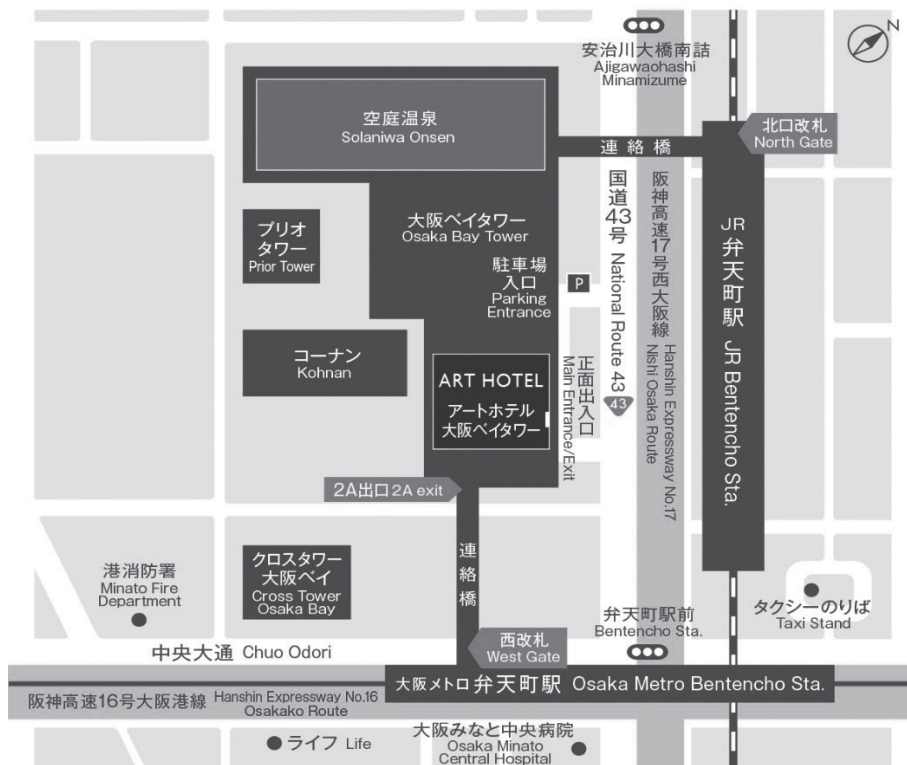 N
安治川大橋南詰
Ajigawaohashi
Minamizume
空庭温泉
Solaniwa Onsen
連絡橋
北口改札
North Gate
大阪ベイタワー
Osaka Bay Tower
プリオ
タワー
Prior Tower
駐車場
入口
Parking
Entrance
P
国道43号 National Route 43
43
阪神高速17号西大阪線
Hanshin Expressway No.17
Nishi Osaka Route
JR弁天町駅 JR Bentencho Sta.
コーナン
Kohnan
ART HOTEL
アートホテル
大阪ベイタワー
正面出入口
Main Entrance/Exit
2A出口 2A exit
連絡橋
クロスタワー
大阪ベイ
Cross Tower
Osaka Bay
港消防署
Minato Fire
Department
弁天町駅前
Bentencho Sta.
タクシーのりば
Taxi Stand
西改札
West Gate
中央大通 Chuo Odori
大阪メトロ弁天町駅 Osaka Metro Bentencho Sta.
阪神高速16号大阪港線 Hanshin Expressway No.16
Osakako Route
ライフ Life
大阪みなと中央病院
Osaka Minato
Central Hospital